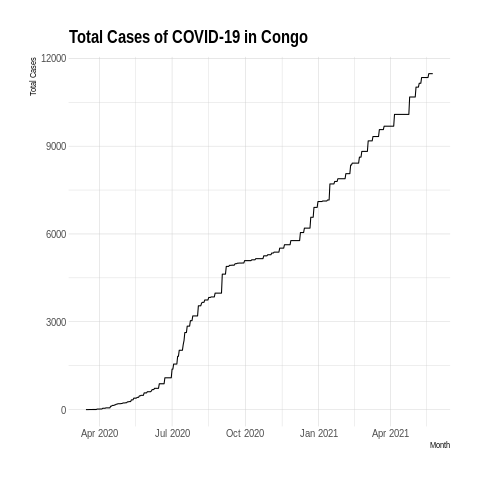 Total Cases of COVID-19 in Congo
Total Cases
12000
9000
6000
3000
0
Apr 2020 Jul 2020 Oct 2020 Jan 2021 Apr 2021
Month